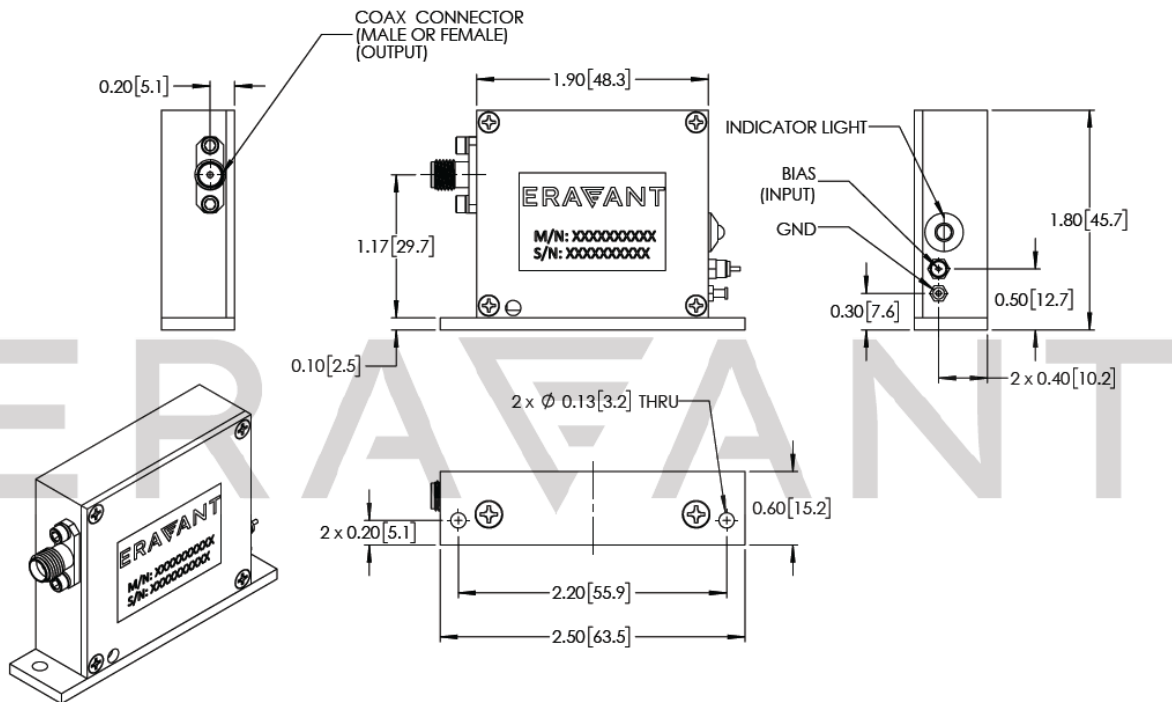 COAX CONNECTOR
(MALE OR FEMALE)
(OUTPUT)
0.20[5.1]
1.90[48.3]
INDICATOR LIGHT
BIAS
(INPUT)
GND
1.80[45.7]
1.17[29.7]
ERAVANT
M/N: XXXXXXXXXX
S/N: XXXXXXXXXX
0.30[7.6]
0.50[12.7]
0.10[2.5]
2 x 0.40[10.2]
2 x Ø 0.13[3.2] THRU
ERAVANT
0.60[15.2]
2 x 0.20[5.1]
2.20[55.9]
2.50[63.5]
ERAVANT
M/N: XXXXXXXXXX
S/N: XXXXXXXXXX